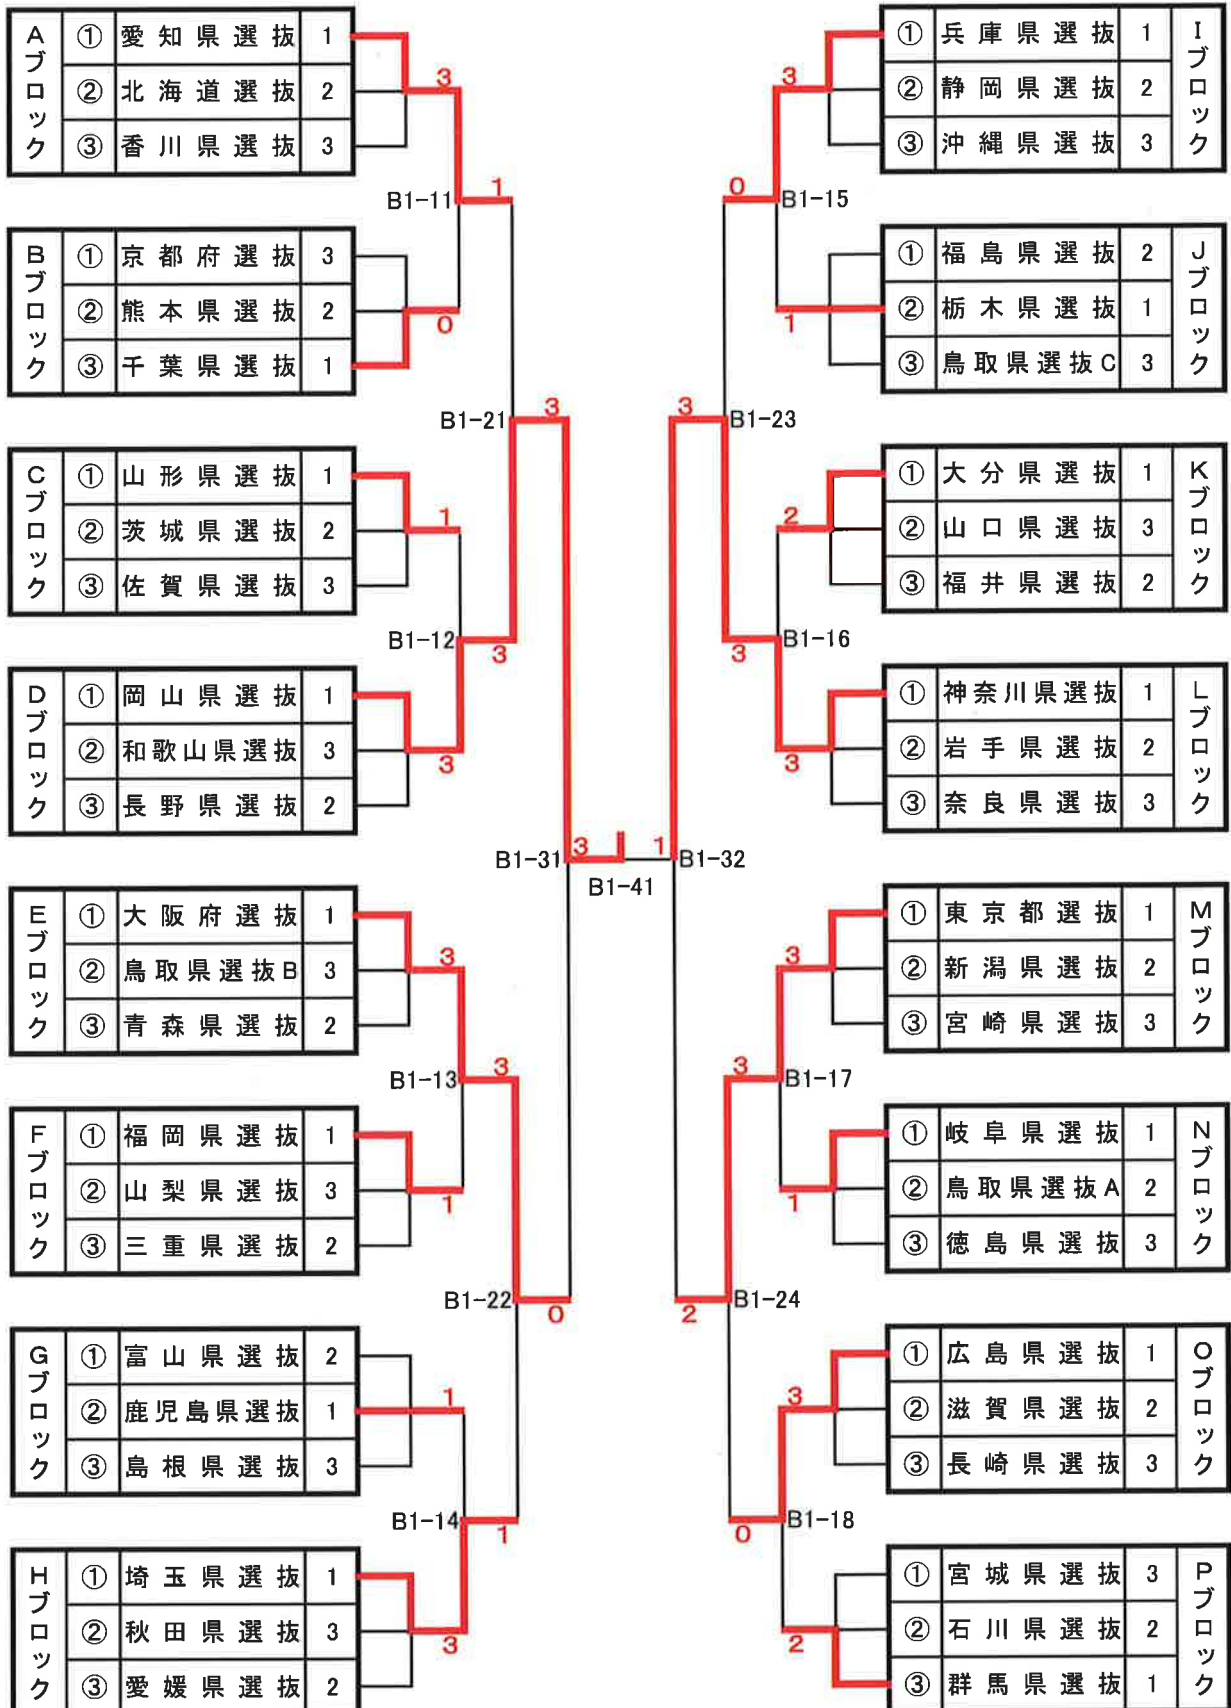 Aブロック
① 愛知県選抜 1
② 北海道選抜 2
③ 香川県選抜 3
3
B1-11 1
Bブロック
① 京都府選抜 3
② 熊本県選抜 2
③ 千葉県選抜 1
0
B1-21 3
Cブロック
① 山形県選抜 1
② 茨城県選抜 2
③ 佐賀県選抜 3
1
B1-12 3
Dブロック
① 岡山県選抜 1
② 和歌山県選抜 3
③ 長野県選抜 2
3
B1-31 3
B1-41
1 B1-32
Eブロック
① 大阪府選抜 1
② 鳥取県選抜B 3
③ 青森県選抜 2
3
B1-13 3
Fブロック
① 福岡県選抜 1
② 山梨県選抜 3
③ 三重県選抜 2
1
B1-22 0
Gブロック
① 富山県選抜 2
② 鹿児島県選抜 1
③ 島根県選抜 3
1
B1-14 1
Hブロック
① 埼玉県選抜 1
② 秋田県選抜 3
③ 愛媛県選抜 2
3
Iブロック
① 兵庫県選抜 1
② 静岡県選抜 2
③ 沖縄県選抜 3
3
0 B1-15
Jブロック
① 福島県選抜 2
② 栃木県選抜 1
③ 鳥取県選抜C 3
1
3 B1-23
Kブロック
① 大分県選抜 1
② 山口県選抜 3
③ 福井県選抜 2
2
3 B1-16
Lブロック
① 神奈川県選抜 1
② 岩手県選抜 2
③ 奈良県選抜 3
3
Mブロック
① 東京都選抜 1
② 新潟県選抜 2
③ 宮崎県選抜 3
3
3 B1-17
Nブロック
① 岐阜県選抜 1
② 鳥取県選抜A 2
③ 徳島県選抜 3
1
2 B1-24
Oブロック
① 広島県選抜 1
② 滋賀県選抜 2
③ 長崎県選抜 3
3
0 B1-18
Pブロック
① 宮城県選抜 3
② 石川県選抜 2
③ 群馬県選抜 1
2